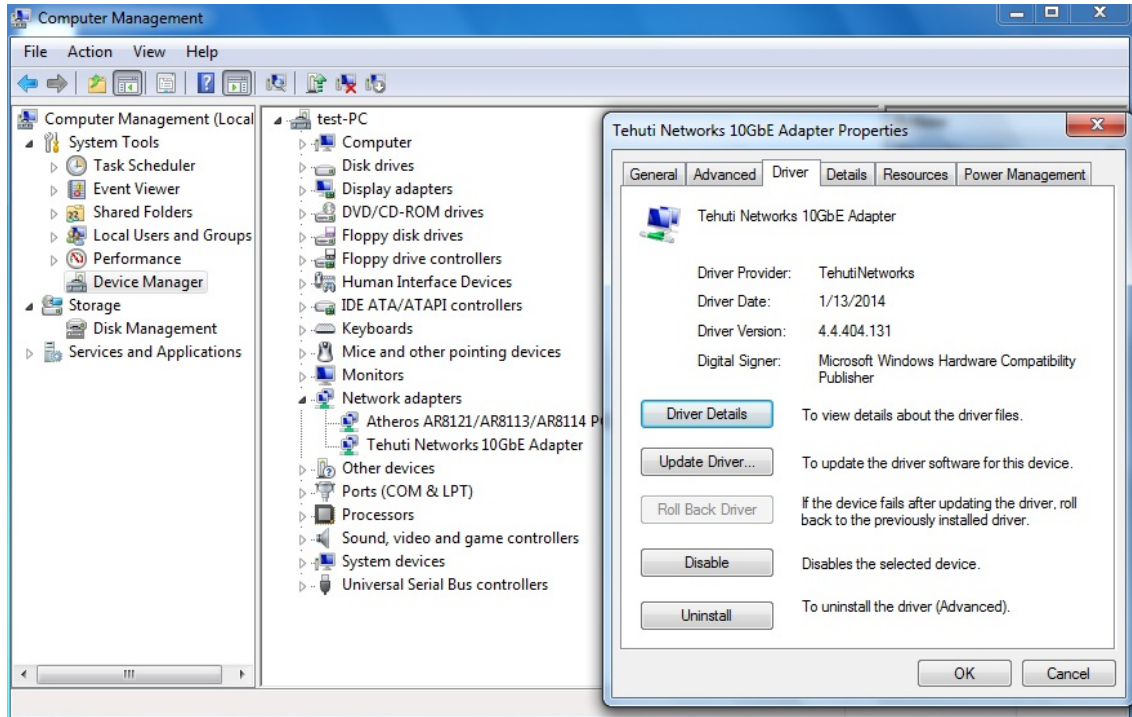 Computer Management
File Action View Help
Computer Management (Local
System Tools
Task Scheduler
Event Viewer
Shared Folders
Local Users and Groups
Performance
Device Manager
Storage
Disk Management
Services and Applications
test-PC
Computer
Disk drives
Display adapters
DVD/CD-ROM drives
Floppy disk drives
Floppy drive controllers
Human Interface Devices
IDE ATA/ATAPI controllers
Keyboards
Mice and other pointing devices
Monitors
Network adapters
Atheros AR8121/AR8113/AR8114 P
Tehuti Networks 10GbE Adapter
Other devices
Ports (COM & LPT)
Processors
Sound, video and game controllers
System devices
Universal Serial Bus controllers
Tehuti Networks 10GbE Adapter Properties
General Advanced Driver Details Resources Power Management
Tehuti Networks 10GbE Adapter
Driver Provider: TehutiNetworks
Driver Date: 1/13/2014
Driver Version: 4.4.404.131
Digital Signer: Microsoft Windows Hardware Compatibility
Publisher
Driver Details To view details about the driver files.
Update Driver... To update the driver software for this device.
Roll Back Driver If the device fails after updating the driver, roll
back to the previously installed driver.
Disable Disables the selected device.
Uninstall To uninstall the driver (Advanced).
OK Cancel